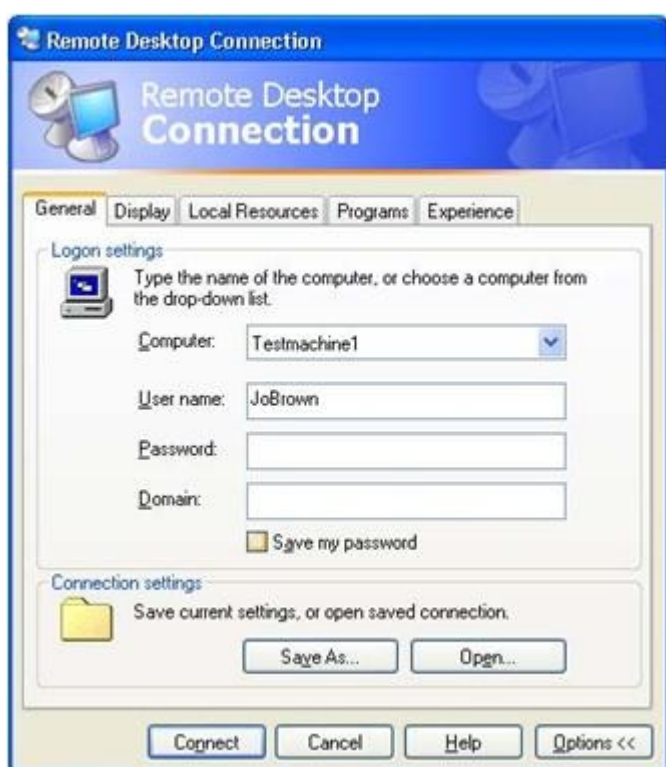 Remote Desktop Connection
Remote Desktop
Connection
General Display Local Resources Programs Experience
Logon settings
Type the name of the computer, or choose a computer from
the drop-down list.
Computer: Testmachine1
User name: JoBrown
Password:
Domain:
Save my password
Connection settings
Save current settings, or open saved connection.
Save As... Open...
Connect Cancel Help Options <<